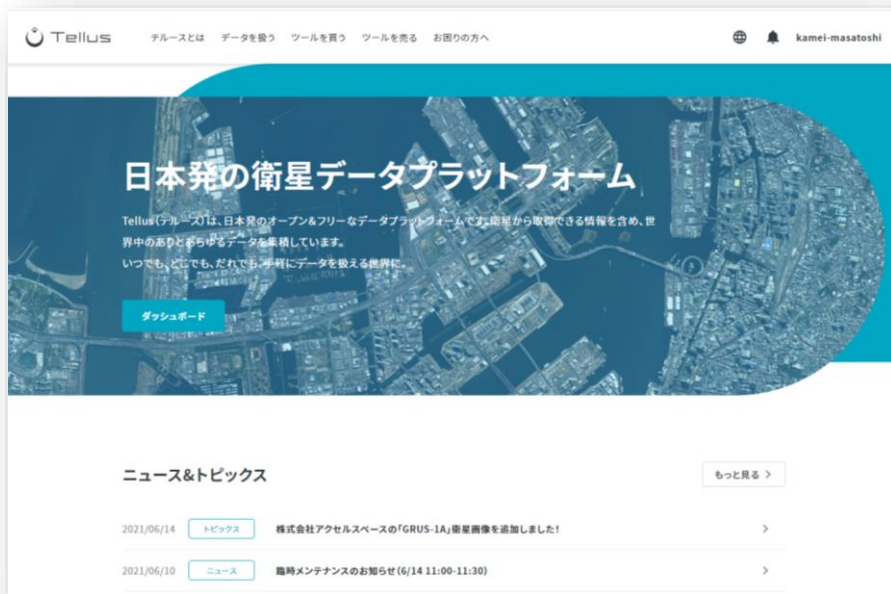 Tellus
テルースとは データを扱う ツールを買う ツールを売る お困りの方へ
kamei-masatoshi
日本発の衛星データプラットフォーム
Tellus(テルース)は、日本発のオープン&フリーなデータプラットフォームです。衛星から取得できる情報を含め、世
界中のありとあらゆるデータを集積しています。
いつでも、どこでも、だれでも、手軽にデータを扱える世界に。
ダッシュボード
ニュース&トピックス
もっと見る
2021/06/14 トピックス 株式会社アクセルスペースの「GRUS-1A」衛星画像を追加しました!
2021/06/10 ニュース 臨時メンテナンスのお知らせ(6/14 11:00-11:30)